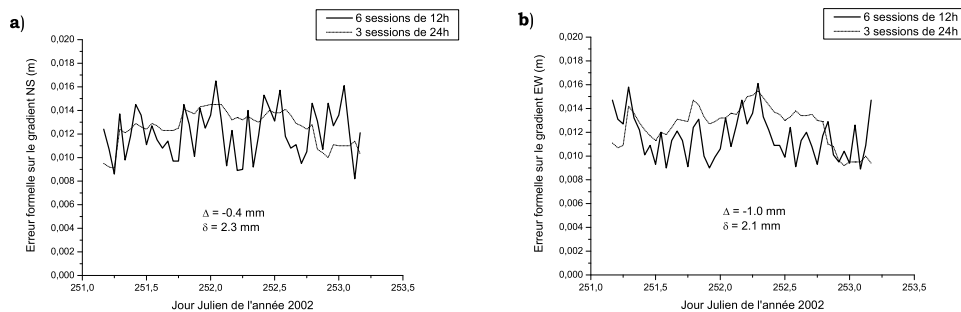 a)
6 sessions de 12h
3 sessions de 24h
Erreur formelle sur le gradient NS (m)
0,020
0,018
0,016
0,014
0,012
0,010
0,008
0,006
0,004
0,002
0,000
Δ = -0.4 mm
δ = 2.3 mm
251,0 251,5 252,0 252,5 253,0 253,5
Jour Julien de l'année 2002
b)
6 sessions de 12h
3 sessions de 24h
Erreur formelle sur le gradient EW (m)
0,020
0,018
0,016
0,014
0,012
0,010
0,008
0,006
0,004
0,002
0,000
Δ = -1.0 mm
δ = 2.1 mm
251,0 251,5 252,0 252,5 253,0 253,5
Jour Julien de l'année 2002